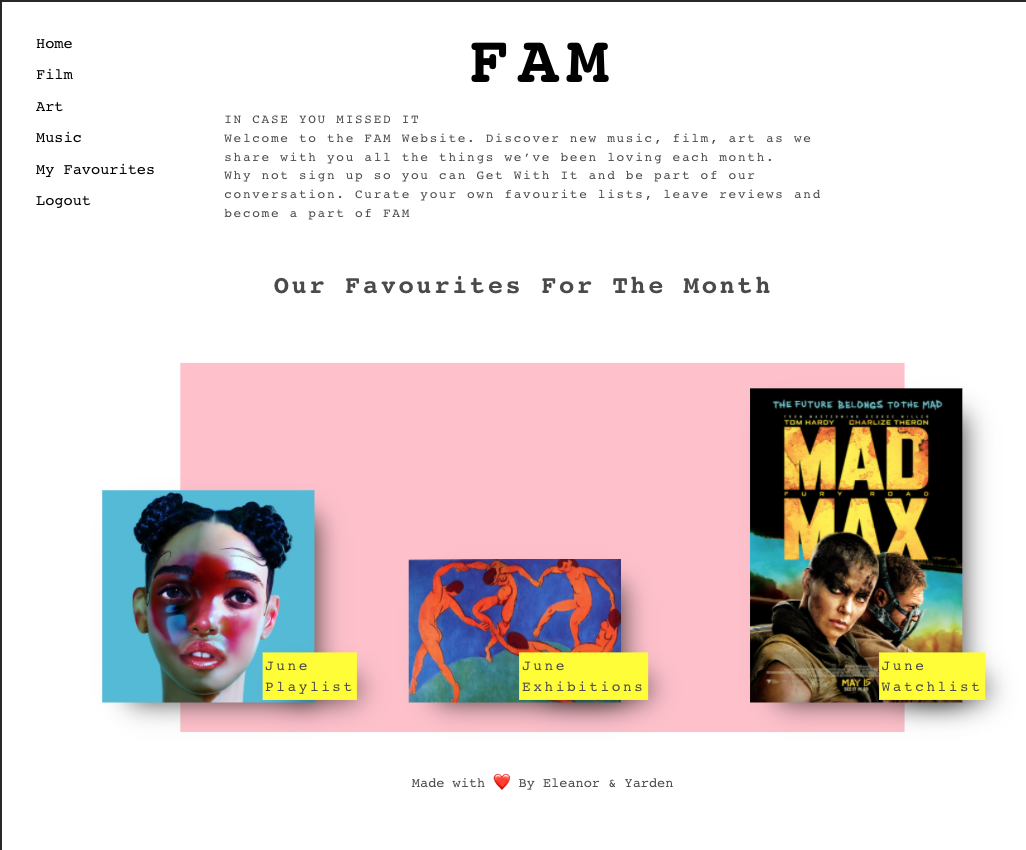 Home
Film
Art
Music
My Favourites
Logout
FAM
IN CASE YOU MISSED IT
Welcome to the FAM Website. Discover new music, film, art as we
share with you all the things we’ve been loving each month.
Why not sign up so you can Get With It and be part of our
conversation. Curate your own favourite lists, leave reviews and
become a part of FAM
Our Favourites For The Month
June
Playlist
June
Exhibitions
THE FUTURE BELONGS TO THE MAD
FROM MASTERMIND GEORGE MILLER
TOM HARDY CHARLIZE THERON
MAD
FURY ROAD
MAX
MAY 15
June
Watchlist
Made with ❤️ By Eleanor & Yarden